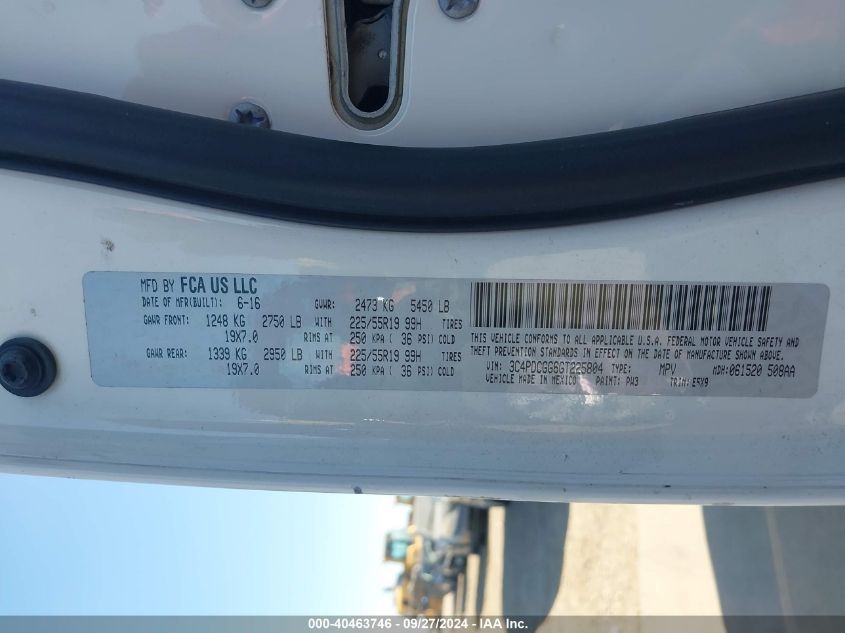 MFD BY FCA US LLC
DATE OF MFR(BUILT): 6-16 GVWR: 2473 KG 5450 LB
GAWR FRONT: 1248 KG 2750 LB WITH 225/55R19 99H TIRES
19X7.0 RIMS AT 250 KPA ( 36 PSI) COLD
GAWR REAR: 1339 KG 2950 LB WITH 225/55R19 99H TIRES
19X7.0 RIMS AT 250 KPA ( 36 PSI) COLD
THIS VEHICLE CONFORMS TO ALL APPLICABLE U.S.A. FEDERAL MOTOR VEHICLE SAFETY AND
THEFT PREVENTION STANDARDS IN EFFECT ON THE DATE OF MANUFACTURE SHOWN ABOVE.
VIN: 3C4PDCGG6GT225804 TYPE: MPV MDH:061520 508AA
VEHICLE MADE IN MEXICO PAINT: PW3 TRIM: E5X9
000-40463746 - 09/27/2024 - IAA Inc.